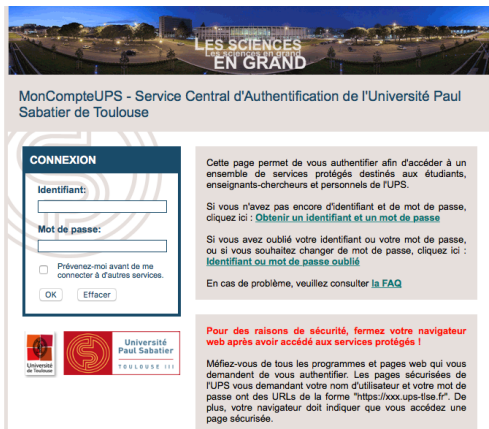 LES SCIENCES
EN GRAND
MonCompteUPS - Service Central d'Authentification de l'Université Paul
Sabatier de Toulouse
CONNEXION
Identifiant:
Mot de passe:
Prévenez-moi avant de me
connecter à d'autres services.
OK Effacer
Université
de Toulouse
Université
Paul Sabatier
TOULOUSE III
Cette page permet de vous authentifier afin d'accéder à un
ensemble de services protégés destinés aux étudiants,
enseignants-chercheurs et personnels de l'UPS.
Si vous n'avez pas encore d'identifiant et de mot de passe,
cliquez ici : Obtenir un identifiant et un mot de passe
Si vous avez oublié votre identifiant ou votre mot de passe,
ou si vous souhaitez changer de mot de passe, cliquez ici :
Identifiant ou mot de passe oublié
En cas de problème, veuillez consulter la FAQ
Pour des raisons de sécurité, fermez votre navigateur
web après avoir accédé aux services protégés !
Méfiez-vous de tous les programmes et pages web qui vous
demandent de vous authentifier. Les pages sécurisées de
l'UPS vous demandant votre nom d'utilisateur et votre mot de
passe ont des URLs de la forme "https://xxx.ups-tlse.fr". De
plus, votre navigateur doit indiquer que vous accédez une
page sécurisée.